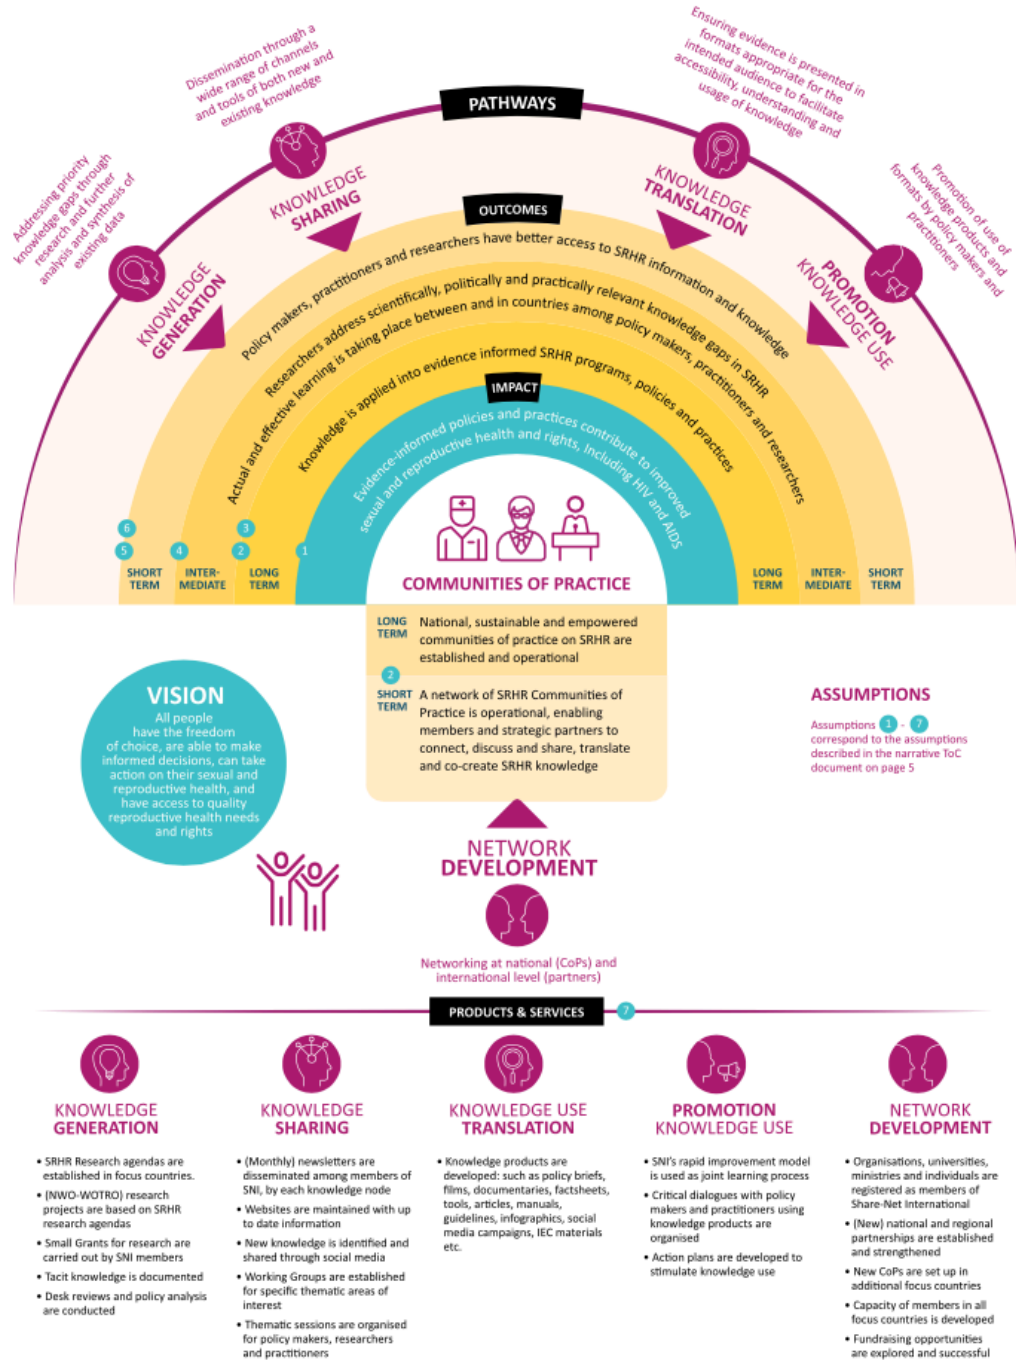 Dissemination through a
wide range of channels
and tools of both new and
existing knowledge
Ensuring evidence is presented in
formats appropriate for the
intended audience to facilitate
accessibility, understanding and
usage of knowledge
PATHWAYS
Addressing priority
knowledge gaps through
research and further
analysis and synthesis of
existing data
Promotion of use of
knowledge products and
formats by policy makers and
practitioners
KNOWLEDGE
GENERATION
KNOWLEDGE
SHARING
KNOWLEDGE
TRANSLATION
PROMOTION
KNOWLEDGE USE
OUTCOMES
Policy makers, practitioners and researchers have better access to SRHR information and knowledge
Researchers address scientifically, politically and practically relevant knowledge gaps in SRHR
Actual and effective learning is taking place between and in countries among policy makers, practitioners and researchers
Knowledge is applied into evidence informed SRHR programs, policies and practices
IMPACT
Evidence-informed policies and practices contribute to improved
sexual and reproductive health and rights, Including HIV and AIDS
6
3
5
4
2
1
SHORT
TERM
INTER-
MEDIATE
LONG
TERM
LONG
TERM
INTER-
MEDIATE
SHORT
TERM
COMMUNITIES OF PRACTICE
LONG
TERM
National, sustainable and empowered
communities of practice on SRHR are
established and operational
2
SHORT
TERM
A network of SRHR Communities of
Practice is operational, enabling
members and strategic partners to
connect, discuss and share, translate
and co-create SRHR knowledge
VISION
All people
have the freedom
of choice, are able to make
informed decisions, can take
action on their sexual and
reproductive health, and
have access to quality
reproductive health needs
and rights
ASSUMPTIONS
Assumptions 1 - 7
correspond to the assumptions
described in the narrative ToC
document on page 5
NETWORK
DEVELOPMENT
Networking at national (CoPs) and
international level (partners)
PRODUCTS & SERVICES
7
KNOWLEDGE
GENERATION
• SRHR Research agendas are
established in focus countries.
• (NWO-WOTRO) research
projects are based on SRHR
research agendas
• Small Grants for research are
carried out by SNI members
• Tacit knowledge is documented
• Desk reviews and policy analysis
are conducted
KNOWLEDGE
SHARING
• (Monthly) newsletters are
disseminated among members of
SNI, by each knowledge node
• Websites are maintained with up
to date information
• New knowledge is identified and
shared through social media
• Working Groups are established
for specific thematic areas of
interest
• Thematic sessions are organised
for policy makers, researchers
and practitioners
KNOWLEDGE USE
TRANSLATION
• Knowledge products are
developed: such as policy briefs,
films, documentaries, factsheets,
tools, articles, manuals,
guidelines, infographics, social
media campaigns, IEC materials
etc.
PROMOTION
KNOWLEDGE USE
• SNI's rapid improvement model
is used as joint learning process
• Critical dialogues with policy
makers and practitioners using
knowledge products are
organised
• Action plans are developed to
stimulate knowledge use
NETWORK
DEVELOPMENT
• Organisations, universities,
ministries and individuals are
registered as members of
Share-Net International
• (New) national and regional
partnerships are established
and strengthened
• New CoPs are set up in
additional focus countries
• Capacity of members in all
focus countries is developed
• Fundraising opportunities
are explored and successful